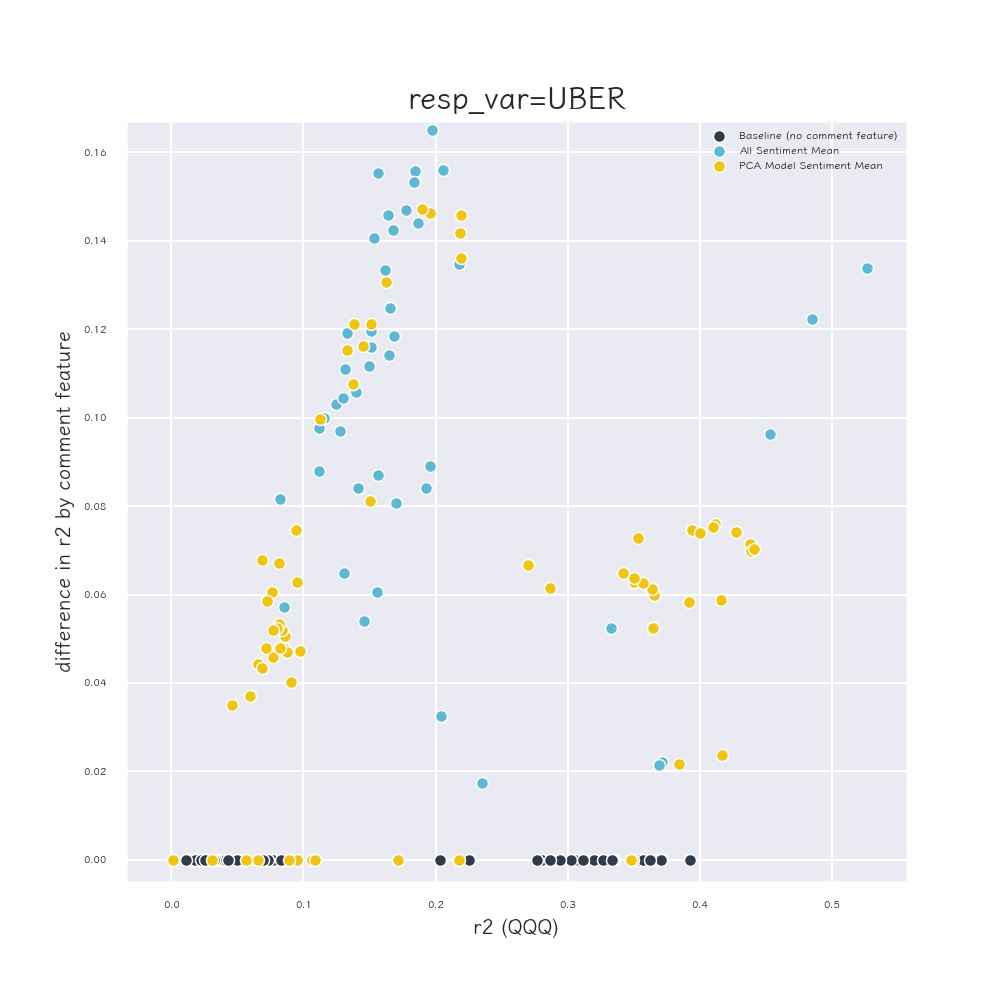 resp_var=UBER
Baseline (no comment feature)
All Sentiment Mean
PCA Model Sentiment Mean
difference in r2 by comment feature
0.16
0.14
0.12
0.10
0.08
0.06
0.04
0.02
0.00
0.0 0.1 0.2 0.3 0.4 0.5
r2 (QQQ)